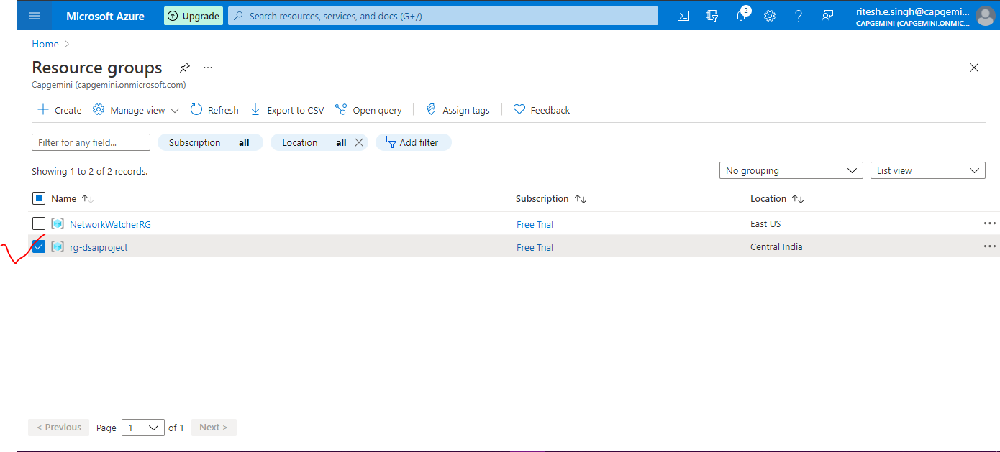 Microsoft Azure Upgrade Search resources, services, and docs (G+/) 2 ritesh.e.singh@capgemi...
CAPGEMINI (CAPGEMINI.ONMIC...
Home >
Resource groups ...
Capgemini (capgemini.onmicrosoft.com)
+ Create Manage view Refresh Export to CSV Open query Assign tags Feedback
Filter for any field... Subscription == all Location == all Add filter
Showing 1 to 2 of 2 records. No grouping List view
Name Subscription Location
NetworkWatcherRG Free Trial East US ...
rg-dsaiproject Free Trial Central India ...
< Previous Page 1 of 1 Next >